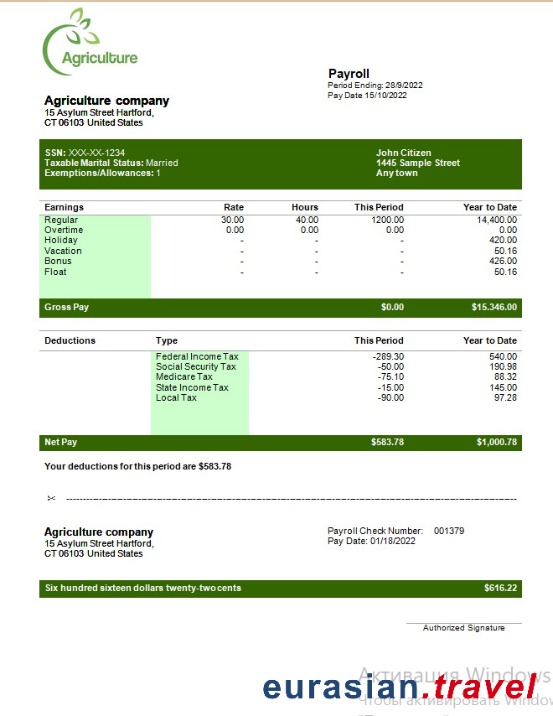 Agriculture
Payroll
Period Ending: 28/9/2022
Pay Date 15/10/2022
Agriculture company
15 Asylum Street Hartford,
CT 06103 United States
SSN: XXX-XX-1234
Taxable Marital Status: Married
Exemptions/Allowances: 1
John Citizen
1445 Sample Street
Any town
Earnings Rate Hours This Period Year to Date
Regular 30.00 40.00 1200.00 14,400.00
Overtime 0.00 0.00 0.00 0.00
Holiday - - - 420.00
Vacation - - - 50.16
Bonus - - - 426.00
Float - - - 50.16
Gross Pay $0.00 $15.346.00
Deductions Type This Period Year to Date
Federal Income Tax -289.30 540.00
Social Security Tax -50.00 190.98
Medicare Tax -75.10 88.32
State Income Tax -15.00 145.00
Local Tax -90.00 97.28
Net Pay $583.78 $1,000.78
Your deductions for this period are $583.78
Agriculture company
15 Asylum Street Hartford,
CT 06103 United States
Payroll Check Number: 001379
Pay Date: 01/18/2022
Six hundred sixteen dollars twenty-two cents $616.22
Authorized Signature
Активация Windows
eurasian.travel
Чтобы активировать Windows